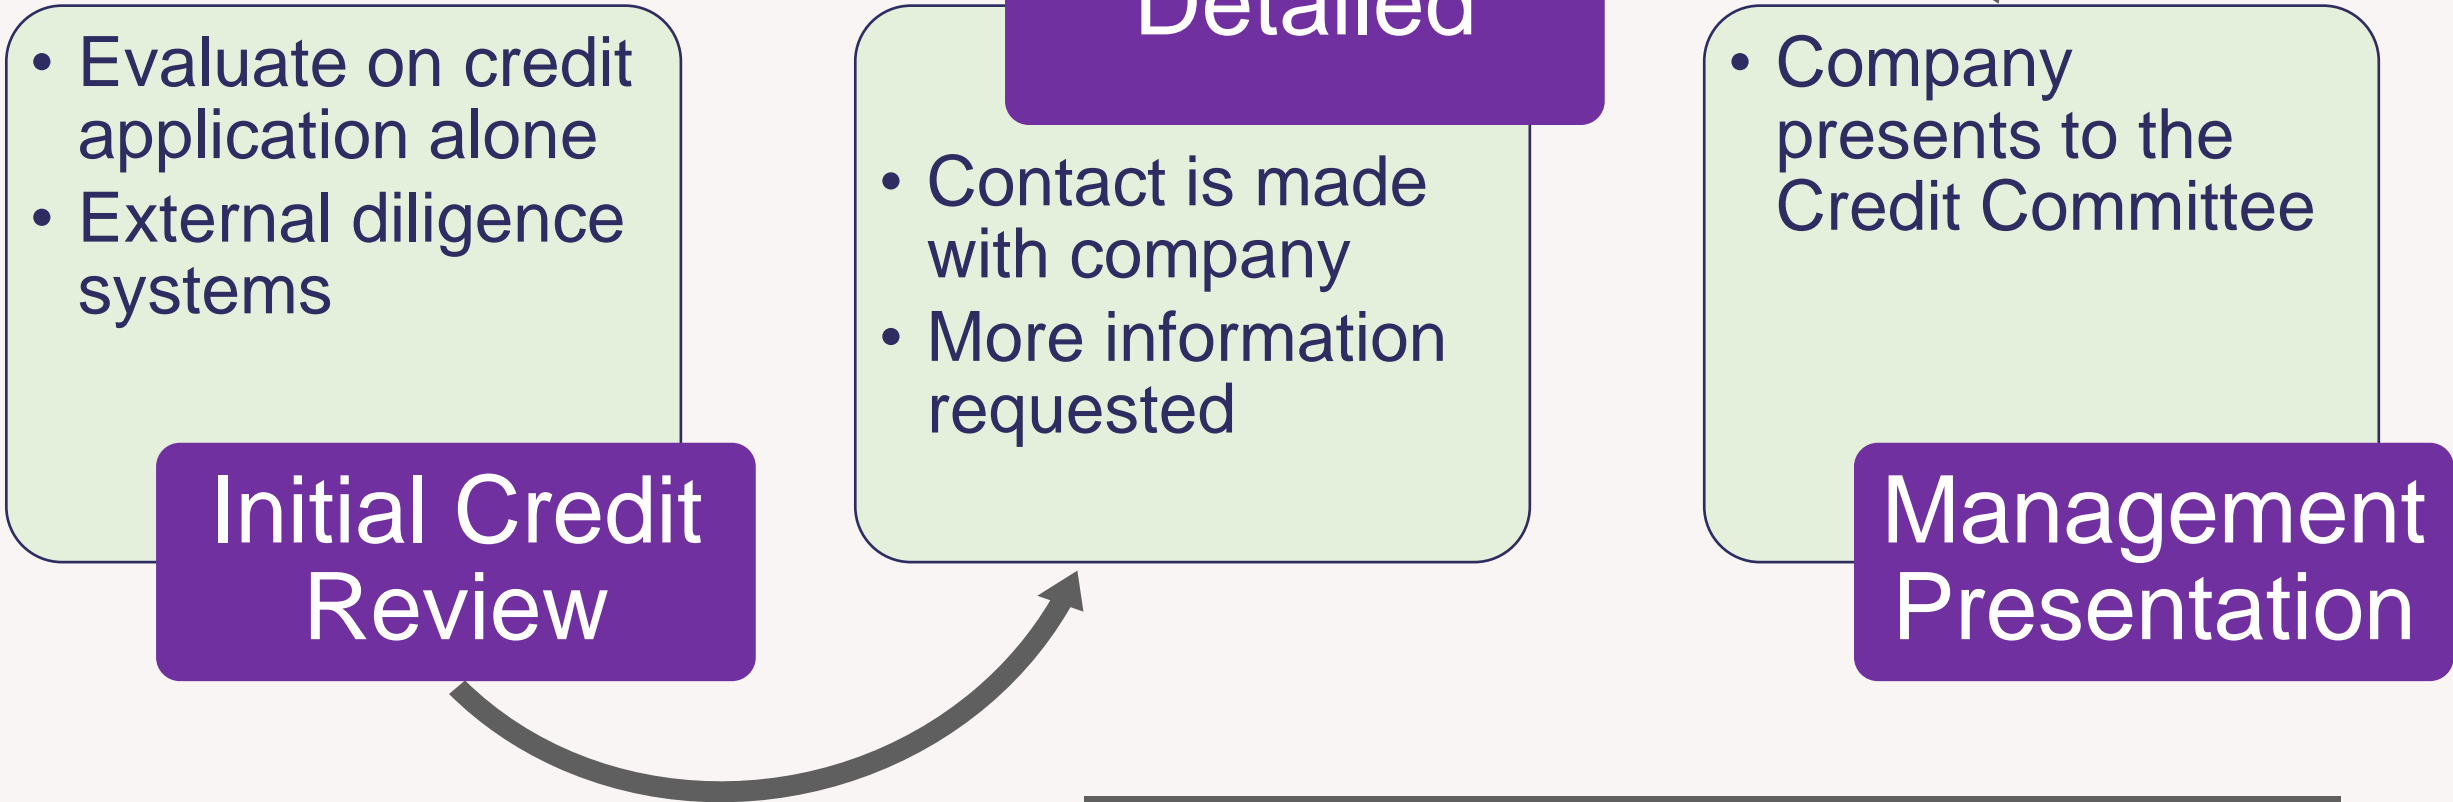 • Evaluate on credit
application alone
• External diligence
systems
Initial Credit
Review
Detailed
• Contact is made
with company
• More information
requested
• Company
presents to the
Credit Committee
Management
Presentation